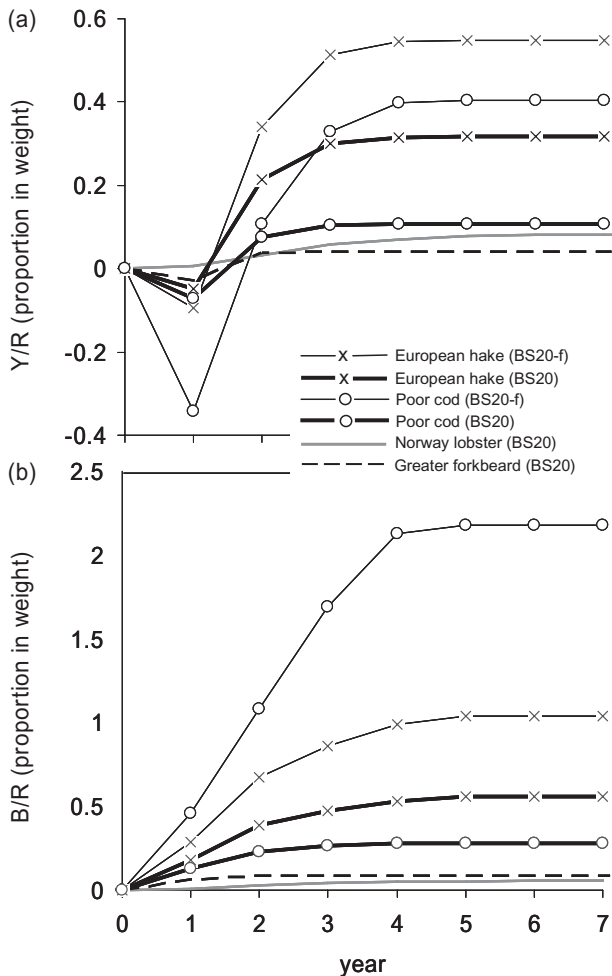 (a)
Y/R (proportion in weight)
0.6
0.4
0.2
0
-0.2
-0.4
x European hake (BS20-f)
x European hake (BS20)
Poor cod (BS20-f)
Poor cod (BS20)
Norway lobster (BS20)
Greater forkbeard (BS20)
(b)
B/R (proportion in weight)
2.5
2
1.5
1
0.5
0
0 1 2 3 4 5 6 7
year